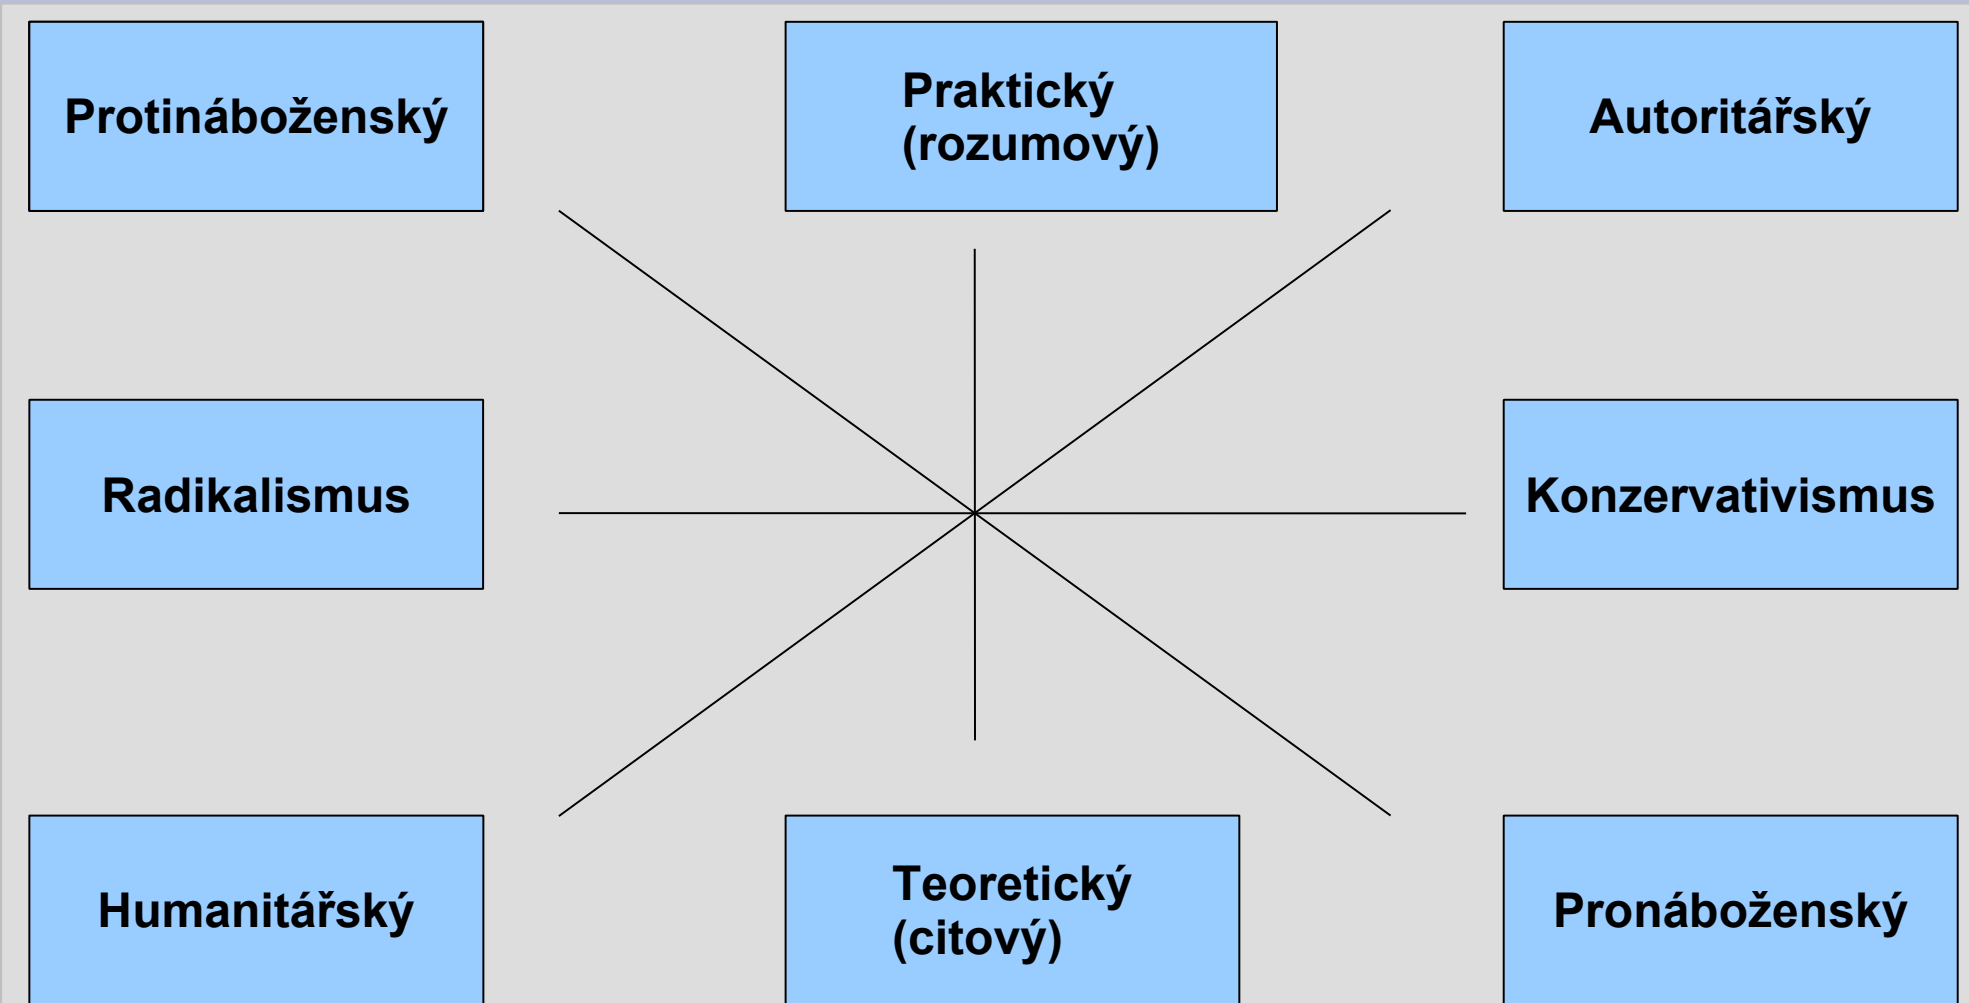 Protináboženský
Praktický
(rozumový)
Autoritářský
Radikalismus
Konzervativismus
Humanitářský
Teoretický
(citový)
Pronáboženský